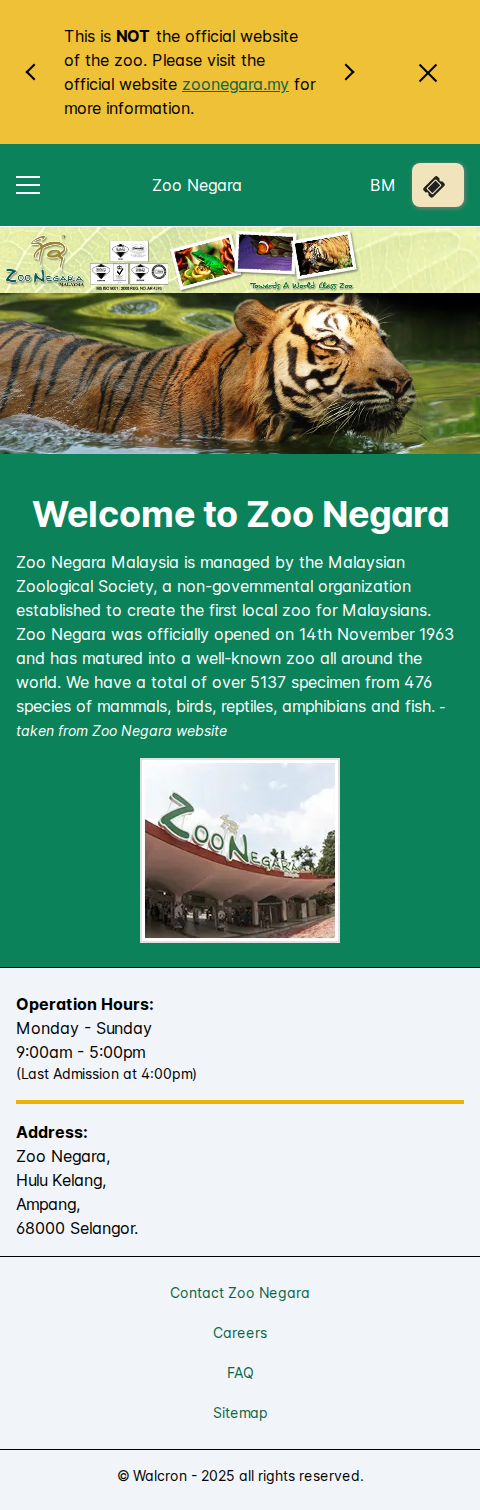 This is NOT the official website
of the zoo. Please visit the
official website zoonegara.my for
more information.
Zoo Negara
BM
ZOO NEGARA
MALAYSIA
Towards A World Class Zoo
Welcome to Zoo Negara
Zoo Negara Malaysia is managed by the Malaysian
Zoological Society, a non-governmental organization
established to create the first local zoo for Malaysians.
Zoo Negara was officially opened on 14th November 1963
and has matured into a well-known zoo all around the
world. We have a total of over 5137 specimen from 476
species of mammals, birds, reptiles, amphibians and fish. -
taken from Zoo Negara website
ZOO NEGARA
Operation Hours:
Monday - Sunday
9:00am - 5:00pm
(Last Admission at 4:00pm)
Address:
Zoo Negara,
Hulu Kelang,
Ampang,
68000 Selangor.
Contact Zoo Negara
Careers
FAQ
Sitemap
© Walcron - 2025 all rights reserved.